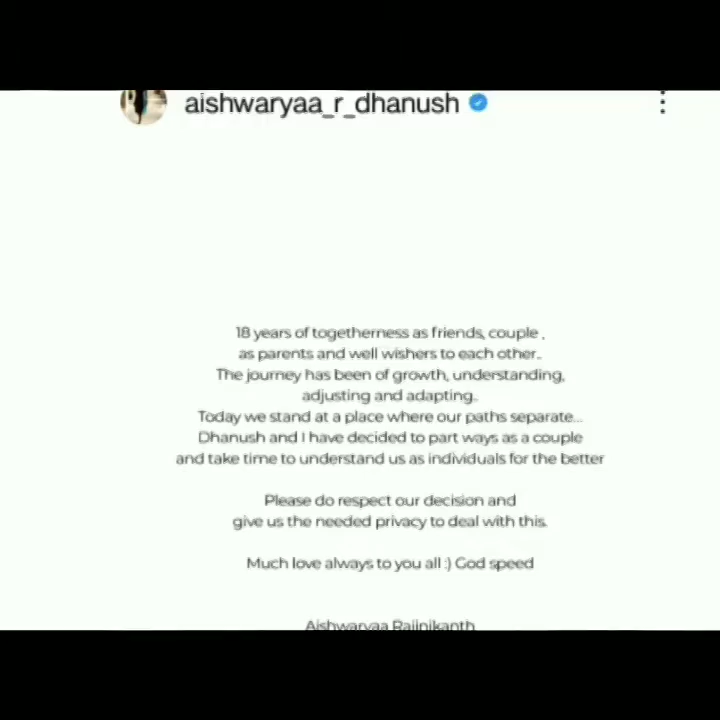 aishwaryaa_r_dhanush
18 years of togetherness as friends, couple ,
as parents and well wishers to each other..
The journey has been of growth, understanding,
adjusting and adapting..
Today we stand at a place where our paths separate...
Dhanush and I have decided to part ways as a couple
and take time to understand us as individuals for the better
Please do respect our decision and
give us the needed privacy to deal with this.
Much love always to you all :) God speed
Aishwaryaa Rajinikanth